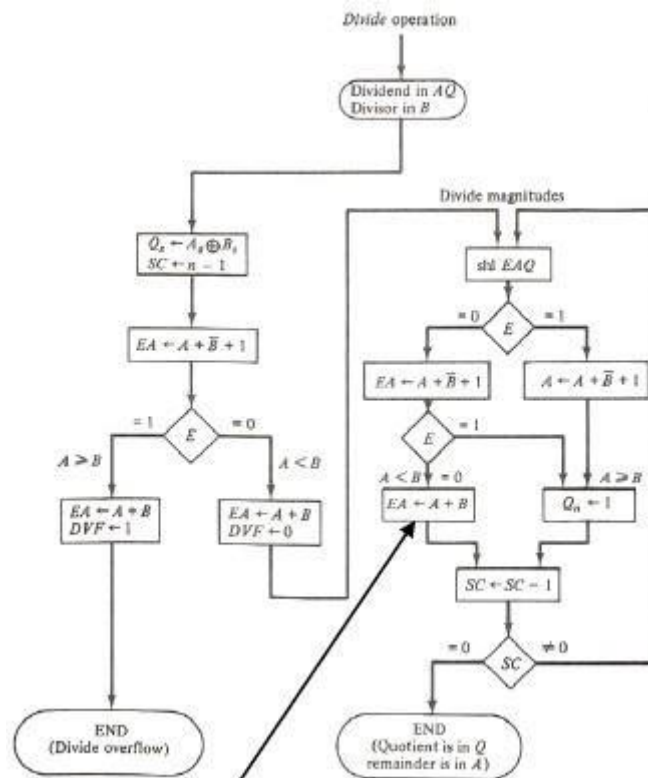 Divide operation
Dividend in AQ
Divisor in B
Divide magnitudes
Qs ← As ⊕ Bs
SC ← n − 1
shl EAQ
= 0
E
= 1
EA ← A + B̅ + 1
EA ← A + B̅ + 1
A ← A + B̅ + 1
= 1
E
= 0
E
= 1
A ≥ B
A < B
A < B
= 0
A ≥ B
EA ← A + B
DVF ← 1
EA ← A + B
DVF ← 0
EA ← A + B
Qn ← 1
SC ← SC − 1
= 0
SC
≠ 0
END
(Divide overflow)
END
(Quotient is in Q
remainder is in A)